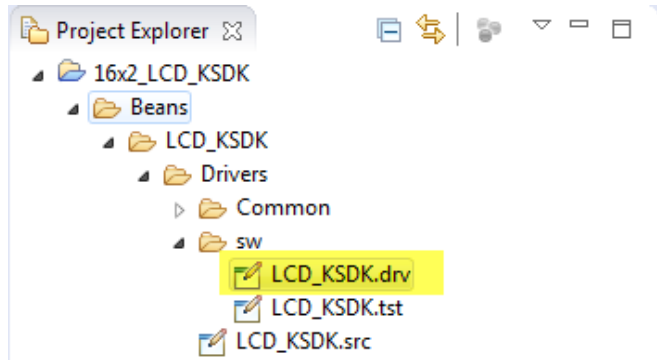 Project Explorer
16x2_LCD_KSDK
Beans
LCD_KSDK
Drivers
Common
sw
LCD_KSDK.drv
LCD_KSDK.tst
LCD_KSDK.src